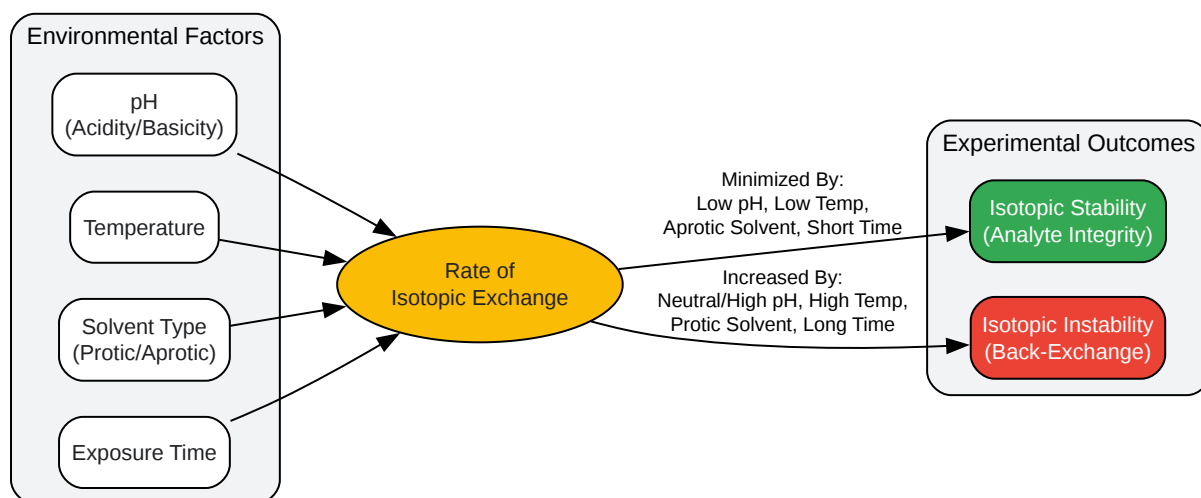 Environmental Factors
pH
(Acidity/Basicity)
Temperature
Solvent Type
(Protic/Aprotic)
Exposure Time
Rate of
Isotopic Exchange
Minimized By:
Low pH, Low Temp,
Aprotic Solvent, Short Time
Increased By:
Neutral/High pH, High Temp,
Protic Solvent, Long Time
Experimental Outcomes
Isotopic Stability
(Analyte Integrity)
Isotopic Instability
(Back-Exchange)